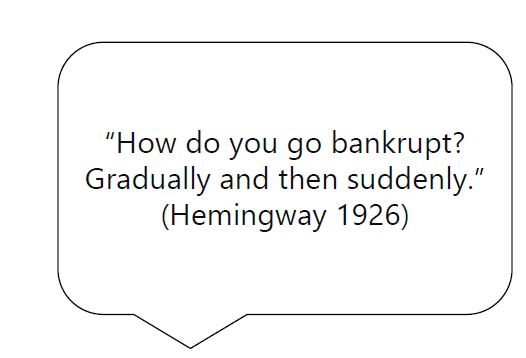 “How do you go bankrupt?
Gradually and then suddenly.”
(Hemingway 1926)